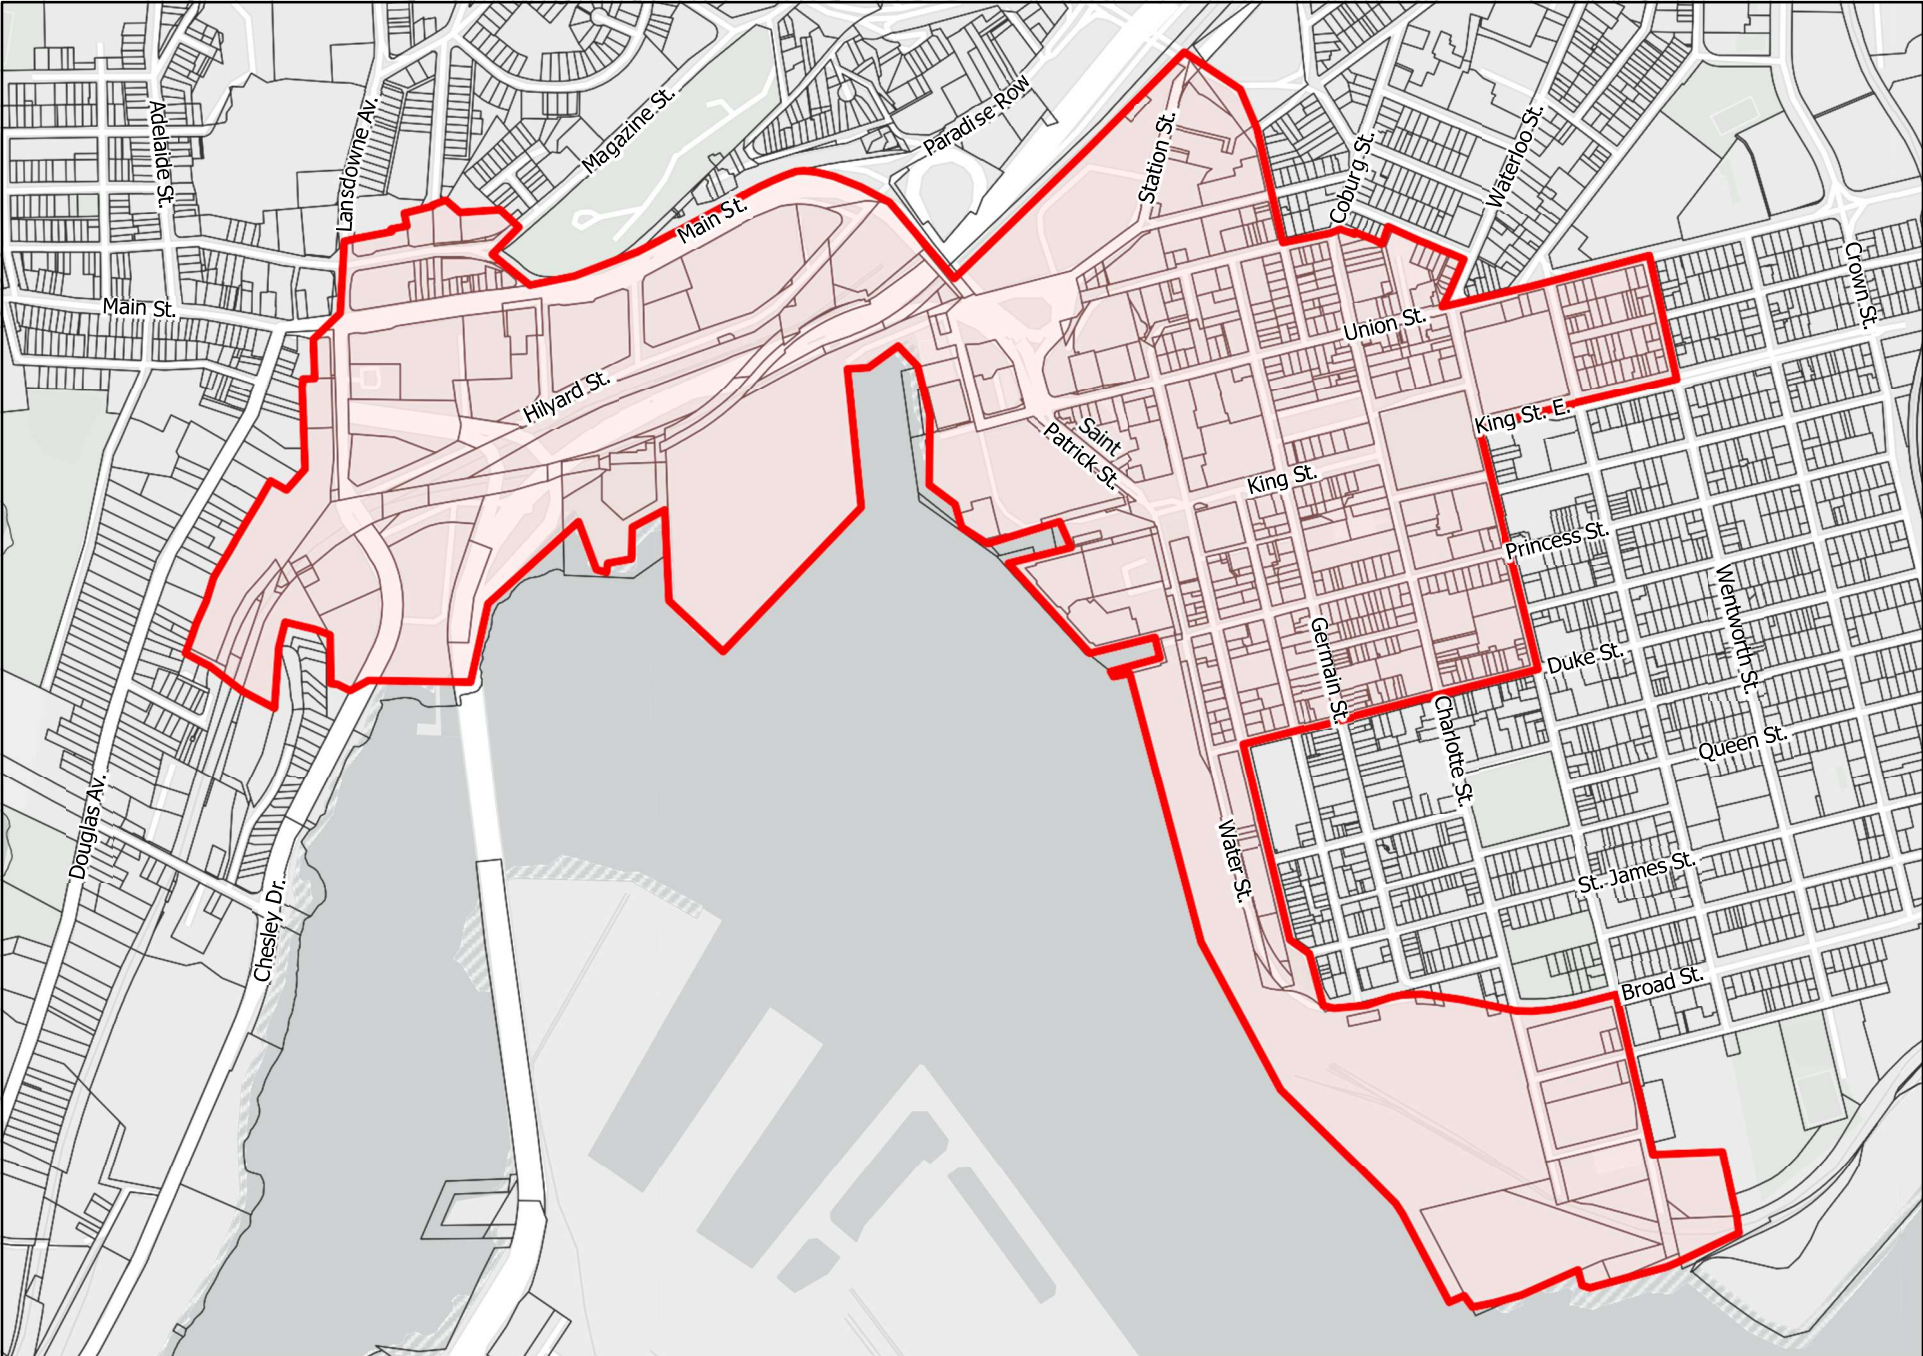 Magazine St.
Paradise Row
Adelaide St.
Lansdowne Av.
Station St.
Coburg St.
Waterloo St.
Main St.
Crown St.
Main St.
Union St.
Hilyard St.
King St. E.
Saint
Patrick St.
King St.
Princess St.
Wentworth St.
Germain St.
Duke St.
Charlotte St.
Queen St.
Douglas Av.
Water St.
St. James St.
Chesley Dr.
Broad St.